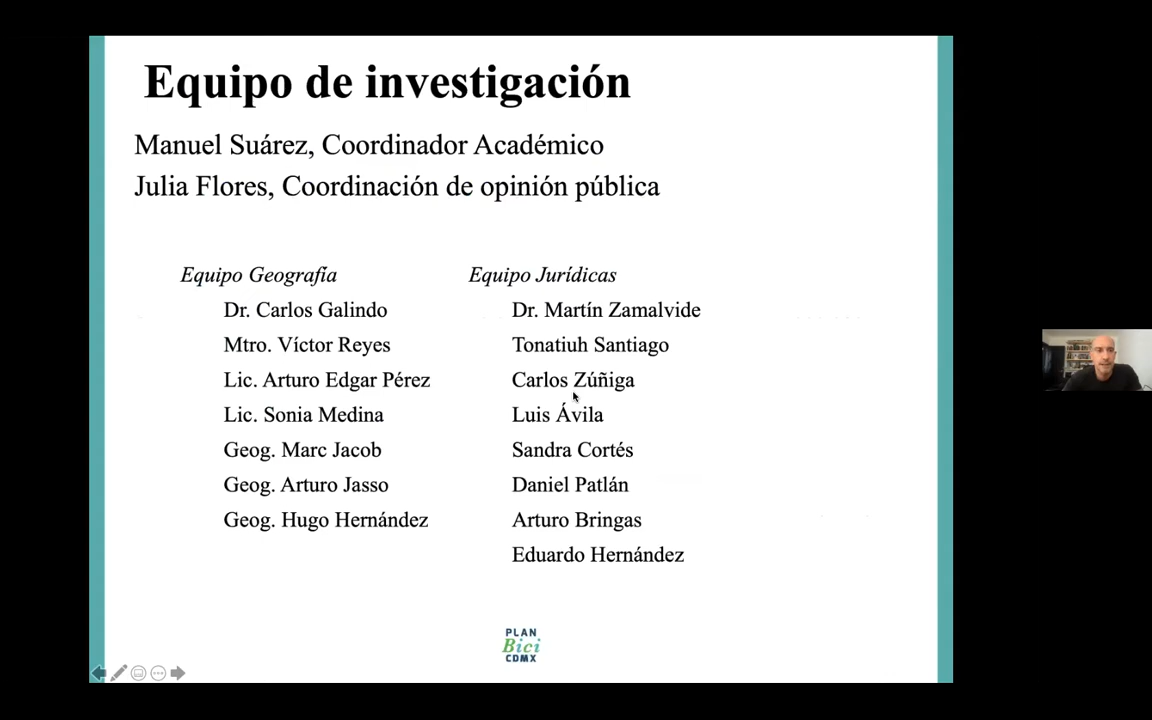 Equipo de investigación
Manuel Suárez, Coordinador Académico
Julia Flores, Coordinación de opinión pública
Equipo Geografía
Dr. Carlos Galindo
Mtro. Víctor Reyes
Lic. Arturo Edgar Pérez
Lic. Sonia Medina
Geog. Marc Jacob
Geog. Arturo Jasso
Geog. Hugo Hernández
Equipo Jurídicas
Dr. Martín Zamalvide
Tonatiuh Santiago
Carlos Zúñiga
Luis Ávila
Sandra Cortés
Daniel Patlán
Arturo Bringas
Eduardo Hernández
PLAN
Bici
CDMX